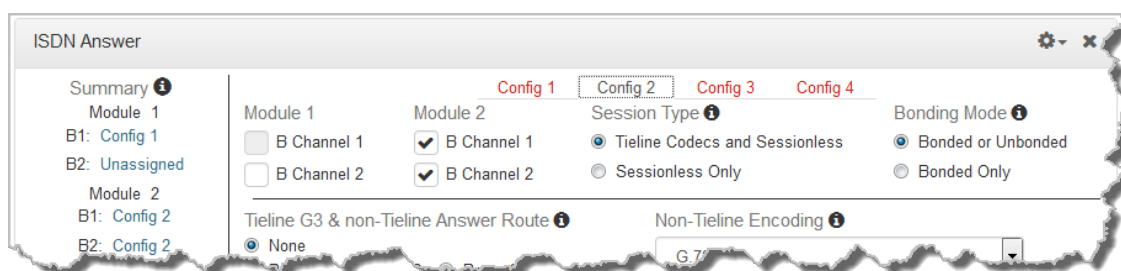 ISDN Answer
Summary
Module 1
B1: Config 1
B2: Unassigned
Module 2
B1: Config 2
B2: Config 2
Config 1 Config 2 Config 3 Config 4
Module 1 Module 2 Session Type Bonding Mode
B Channel 1 B Channel 1 Tieline Codecs and Sessionless Bonded or Unbonded
B Channel 2 B Channel 2 Sessionless Only Bonded Only
Tieline G3 & non-Tieline Answer Route Non-Tieline Encoding
None